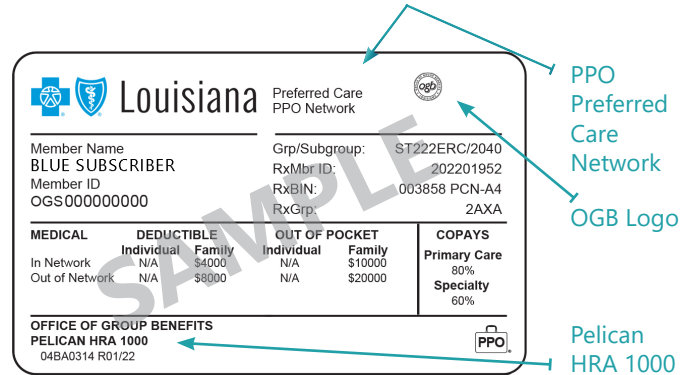 Louisiana
Preferred Care
PPO Network
ogb
PPO
Preferred
Care
Network
OGB Logo
Member Name
BLUE SUBSCRIBER
Member ID
OGS000000000
Grp/Subgroup: ST222ERC/2040
RxMbr ID: 202201952
RxBIN: 003858 PCN-A4
RxGrp: 2AXA
SAMPLE
MEDICAL DEDUCTIBLE OUT OF POCKET COPAYS
Individual Family Individual Family
In Network N/A $4000 N/A $10000
Out of Network N/A $8000 N/A $20000
Primary Care
80%
Specialty
60%
OFFICE OF GROUP BENEFITS
PELICAN HRA 1000
04BA0314 R01/22
PPO
Pelican
HRA 1000